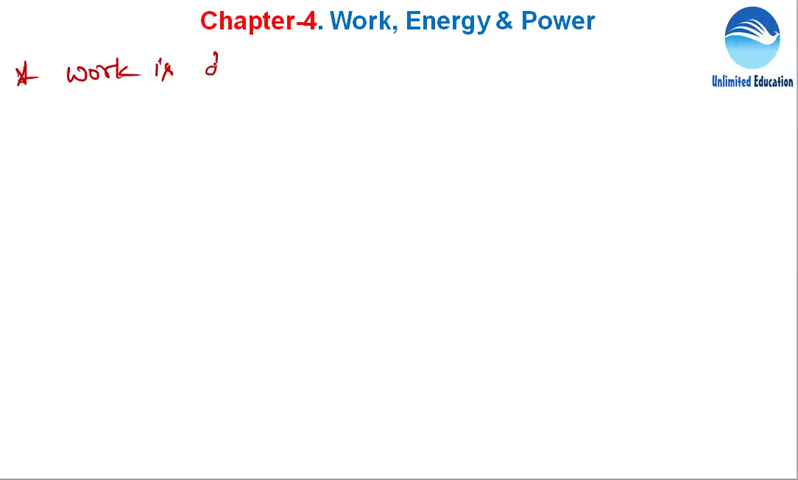 Chapter-4. Work, Energy & Power
Unlimited Education
* work is d